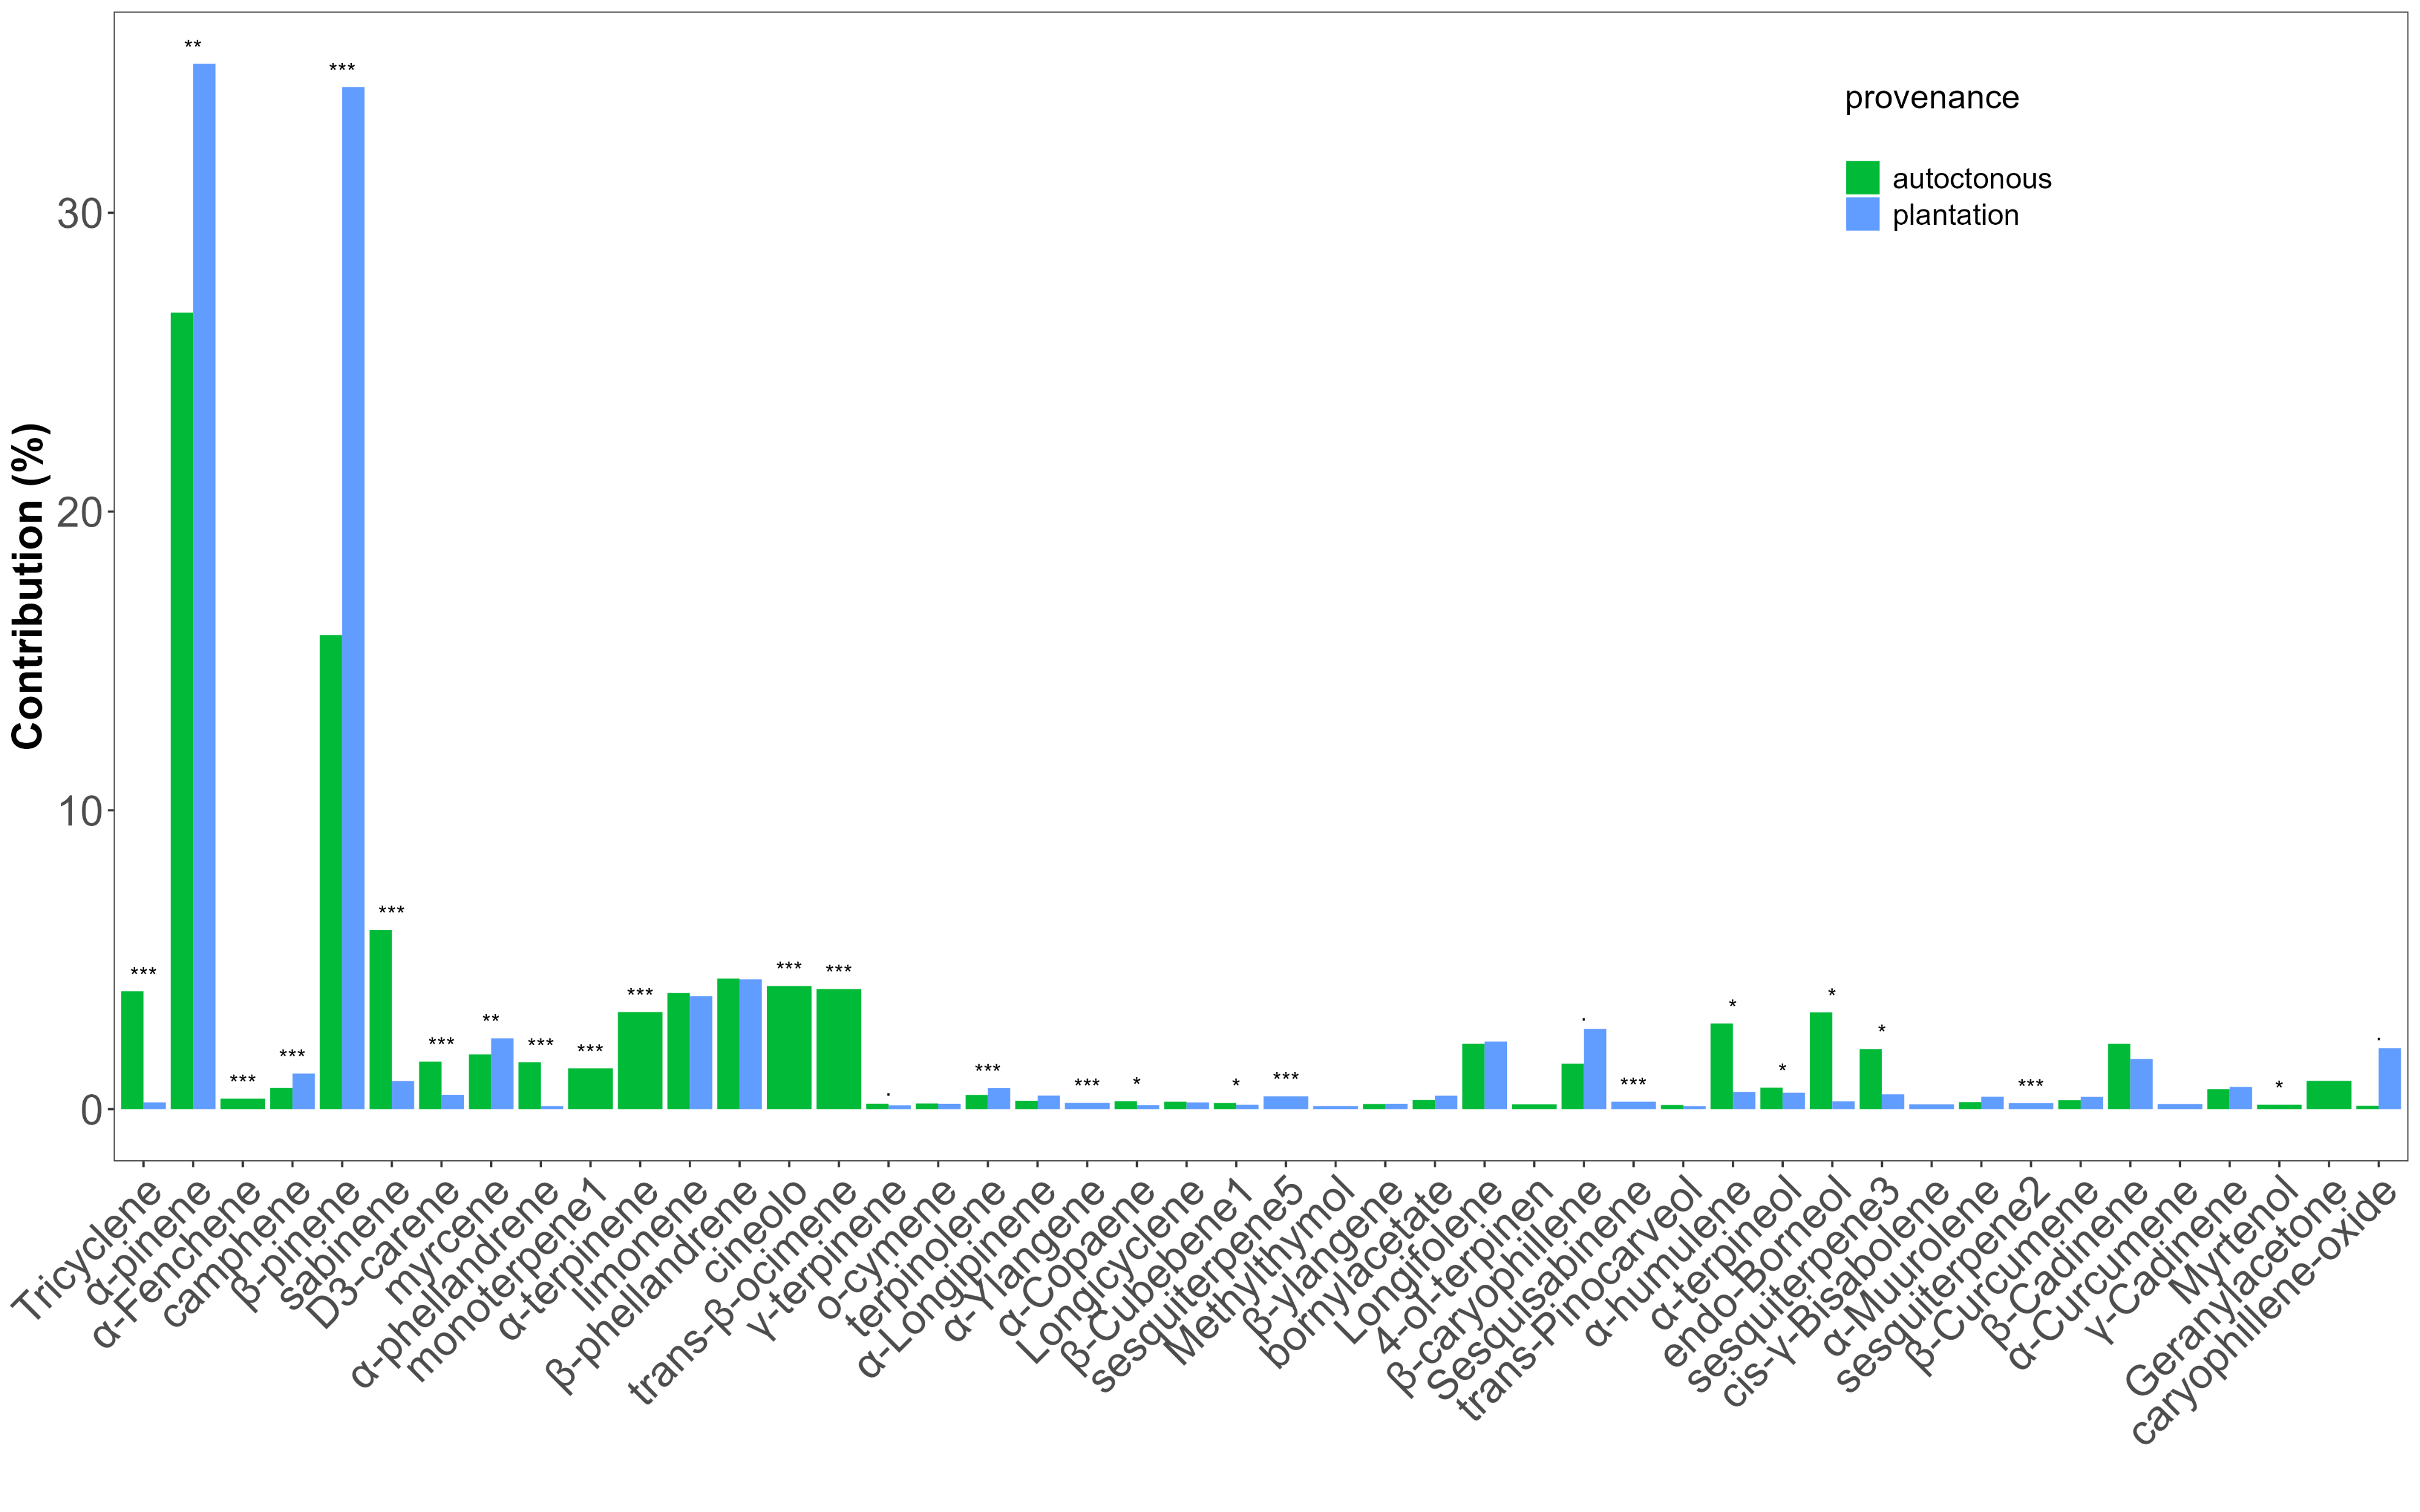 Contribution (%)
30
20
10
0
provenance
autoctonous
plantation
**
***
***
***
***
***
***
**
***
***
***
***
***
.
***
***
*
*
***
.
***
*
*
*
*
***
*
.
Tricyclene
α-pinene
α-Fenchene
camphene
β-pinene
sabinene
D3-carene
myrcene
α-phellandrene
monoterpene1
α-terpinene
limonene
β-phellandrene
cineolo
trans-β-ocimene
γ-terpinene
o-cymene
terpinolene
α-Longipinene
α-Ylangene
α-Copaene
Longicyclene
β-Cubebene1
sesquiterpene5
Methylthymol
β-ylangene
bornylacetate
Longifolene
4-ol-terpinen
β-caryophillene
Sesquisabinene
trans-Pinocarveol
α-humulene
α-terpineol
endo-Borneol
sesquiterpene3
cis-γ-Bisabolene
α-Muurolene
sesquiterpene2
β-Curcumene
β-Cadinene
α-Curcumene
γ-Cadinene
Myrtenol
Geranylacetone
caryophillene-oxide